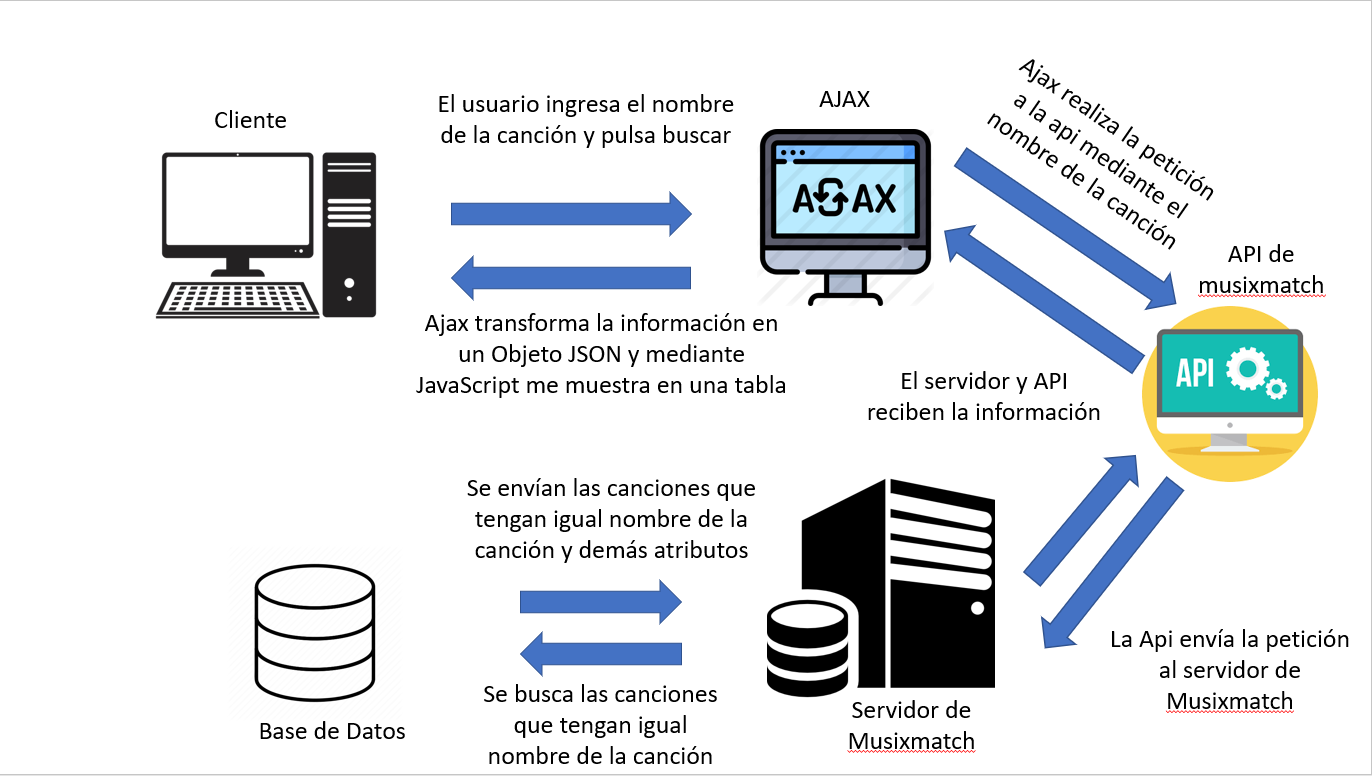 Cliente
El usuario ingresa el nombre
de la canción y pulsa buscar
AJAX
AJAX
Ajax realiza la petición
a la api mediante el
nombre de la canción
API de
musixmatch
API
Ajax transforma la información en
un Objeto JSON y mediante
JavaScript me muestra en una tabla
El servidor y API
reciben la información
Se envían las canciones que
tengan igual nombre de la
canción y demás atributos
Base de Datos
Se busca las canciones
que tengan igual
nombre de la canción
Servidor de
Musixmatch
La Api envía la petición
al servidor de
Musixmatch